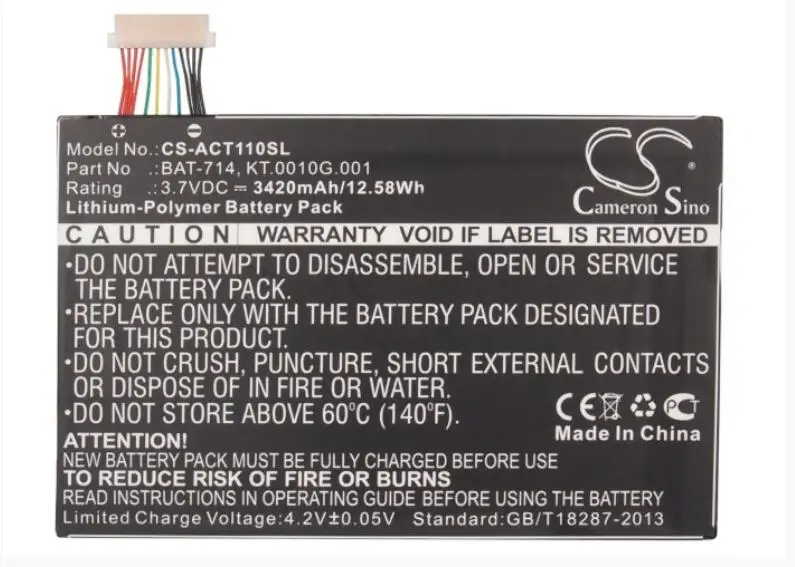 Model No.:CS-ACT110SL
Part No .:BAT-714, KT.0010G.001
Rating .:3.7VDC = 3420mAh/12.58Wh
Lithium-Polymer Battery Pack
CS
Cameron Sino
CAUTION WARRANTY VOID IF LABEL IS REMOVED
•DO NOT ATTEMPT TO DISASSEMBLE, OPEN OR SERVICE
THE BATTERY PACK.
•REPLACE ONLY WITH THE BATTERY PACK DESIGNATED
FOR THIS PRODUCT.
•DO NOT CRUSH, PUNCTURE, SHORT EXTERNAL CONTACTS
OR DISPOSE OF IN FIRE OR WATER.
•DO NOT STORE ABOVE 60°C (140°F).
CE PCT
Made In China
ATTENTION!
NEW BATTERY PACK MUST BE FULLY CHARGED BEFORE USE
TO REDUCE RISK OF FIRE OR BURNS
READ INSTRUCTIONS IN OPERATING GUIDE BEFORE USING THE BATTERY
Limited Charge Voltage:4.2V±0.05V Standard:GB/T18287-2013